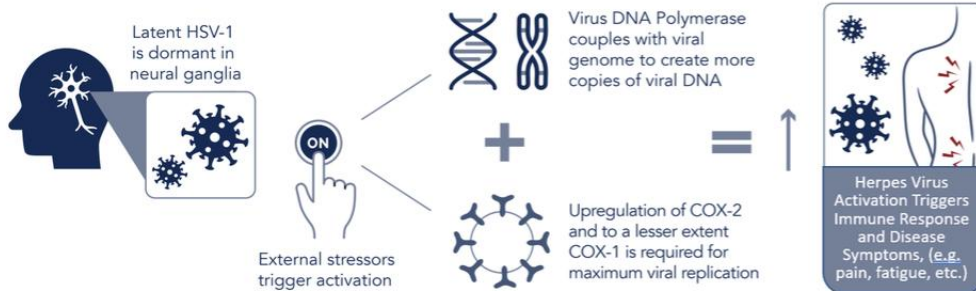 Latent HSV-1
is dormant in
neural ganglia
ON
External stressors
trigger activation
Virus DNA Polymerase
couples with viral
genome to create more
copies of viral DNA
+
Upregulation of COX-2
and to a lesser extent
COX-1 is required for
maximum viral replication
=
Herpes Virus
Activation Triggers
Immune Response
and Disease
Symptoms, (e.g.
pain, fatigue, etc.)